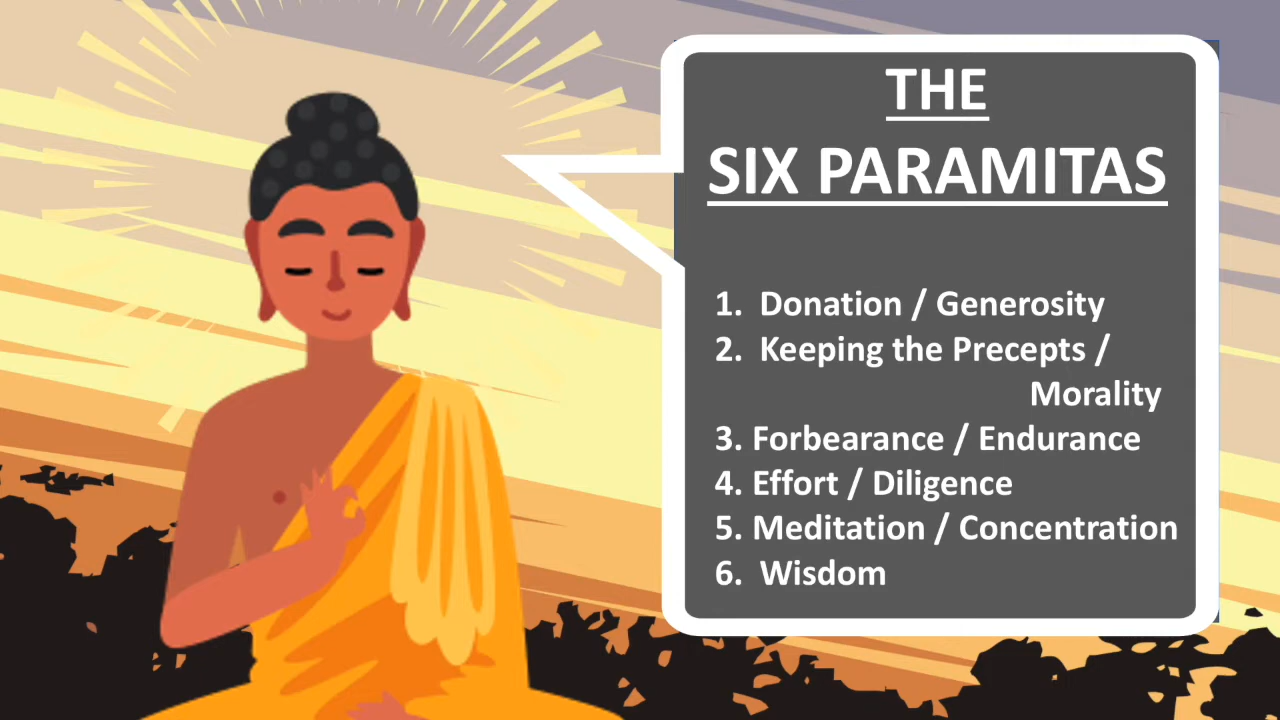 THE
SIX PARAMITAS
1. Donation / Generosity
2. Keeping the Precepts /
Morality
3. Forbearance / Endurance
4. Effort / Diligence
5. Meditation / Concentration
6. Wisdom